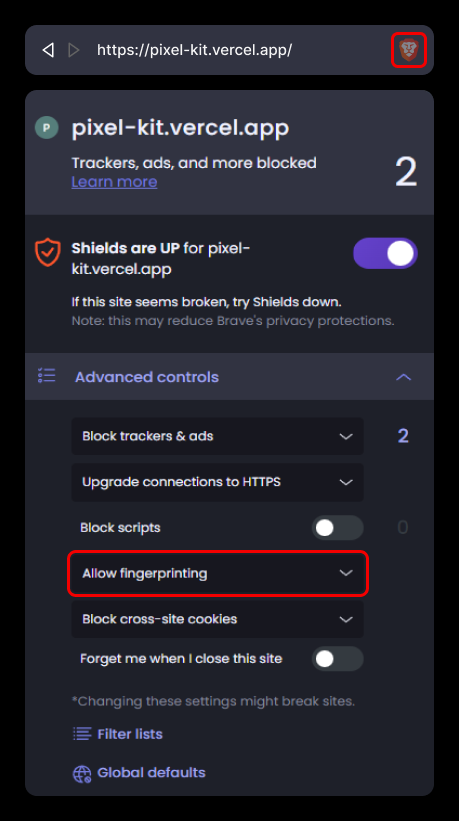 https://pixel-kit.vercel.app/
P
pixel-kit.vercel.app
Trackers, ads, and more blocked
2
Learn more
Shields are UP for pixel-
kit.vercel.app
If this site seems broken, try Shields down.
Note: this may reduce Brave's privacy protections.
Advanced controls
Block trackers & ads
2
Upgrade connections to HTTPS
Block scripts
0
Allow fingerprinting
Block cross-site cookies
Forget me when I close this site
*Changing these settings might break sites.
Filter lists
Global defaults